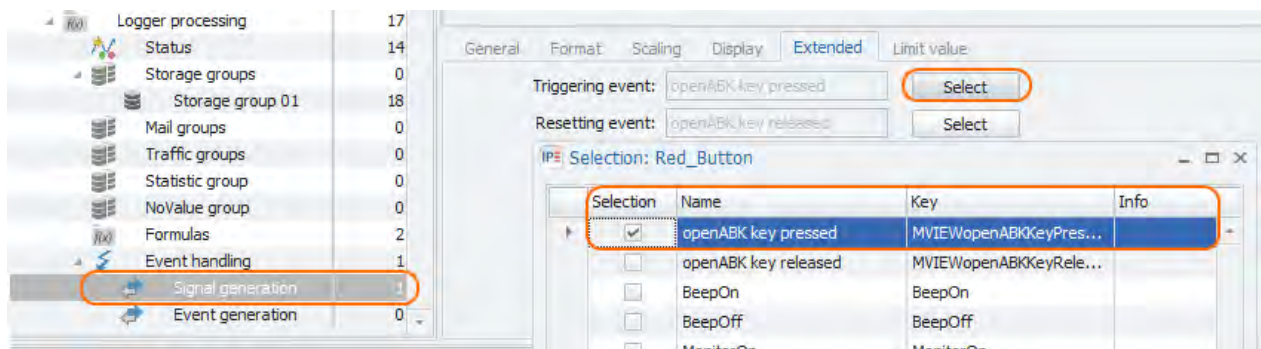 Logger processing 17
Status 14
Storage groups 0
Storage group 01 18
Mail groups 0
Traffic groups 0
Statistic group 0
NoValue group 0
f(x) Formulas 2
Event handling 1
Signal generation 1
Event generation 0
General Format Scaling Display Extended Limit value
Triggering event: openABK key pressed Select
Resetting event: openABK key released Select
IPE Selection: Red_Button
Selection Name Key Info
openABK key pressed MVIEWopenABKKeyPres...
openABK key released MVIEWopenABKKeyRele...
BeepOn BeepOn
BeepOff BeepOff